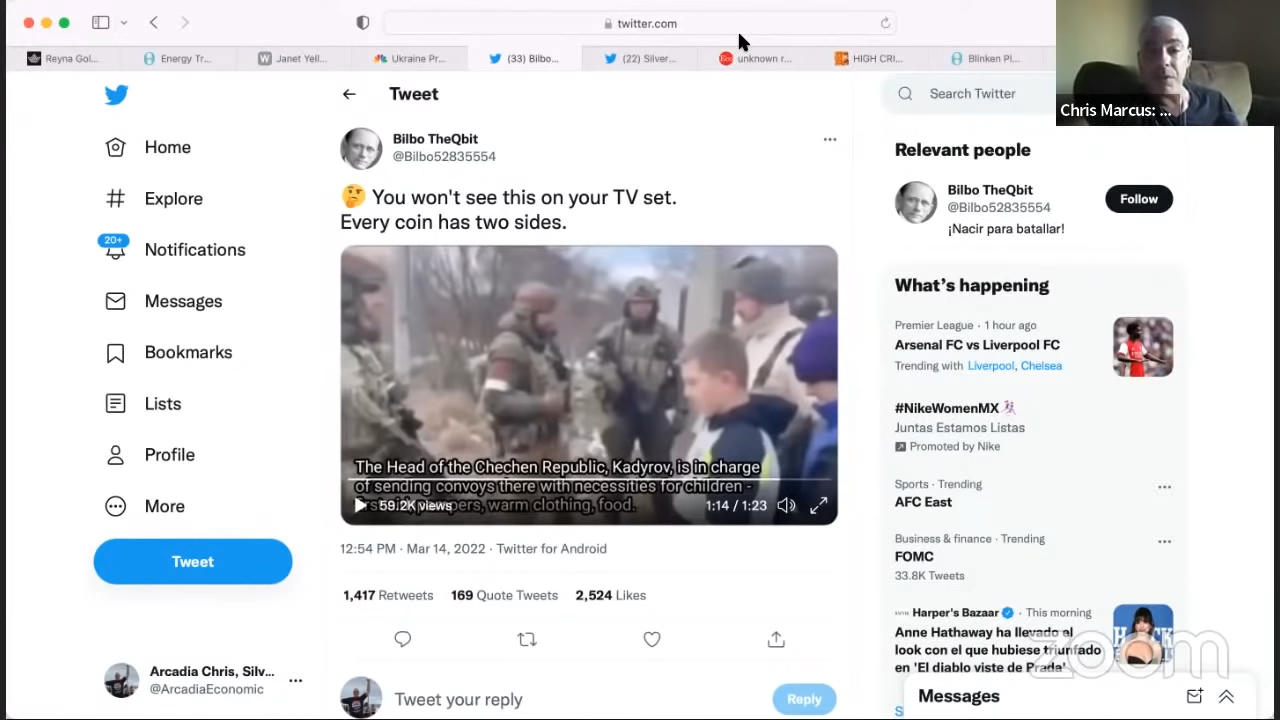 twitter.com
Reyna Gol...
Energy Tr...
Janet Yell...
Ukraine Pr...
(33) Bilbo...
(22) Silver...
unknown r...
HIGH CRI...
Blinken Pl...
Chris Marcus: ...
Home
Explore
20+
Notifications
Messages
Bookmarks
Lists
Profile
More
Tweet
Arcadia Chris, Silv...
@ArcadiaEconomic
Tweet
Bilbo TheQbit
@Bilbo52835554
You won't see this on your TV set.
Every coin has two sides.
The Head of the Chechen Republic, Kadyrov, is in charge
of sending convoys there with necessities for children -
warm clothing, food.
59.2K views
1:14 / 1:23
12:54 PM · Mar 14, 2022 · Twitter for Android
1,417 Retweets 169 Quote Tweets 2,524 Likes
Tweet your reply
Reply
Search Twitter
Relevant people
Bilbo TheQbit
@Bilbo52835554
Follow
¡Nacir para batallar!
What's happening
Premier League · 1 hour ago
Arsenal FC vs Liverpool FC
Trending with Liverpool, Chelsea
#NikeWomenMX
Juntas Estamos Listas
Promoted by Nike
Sports · Trending
AFC East
Business & finance · Trending
FOMC
33.8K Tweets
Harper's Bazaar · This morning
Anne Hathaway ha llevado el
look con el que hubiese triunfado
en 'El diablo viste de Prada'
zoom
Messages